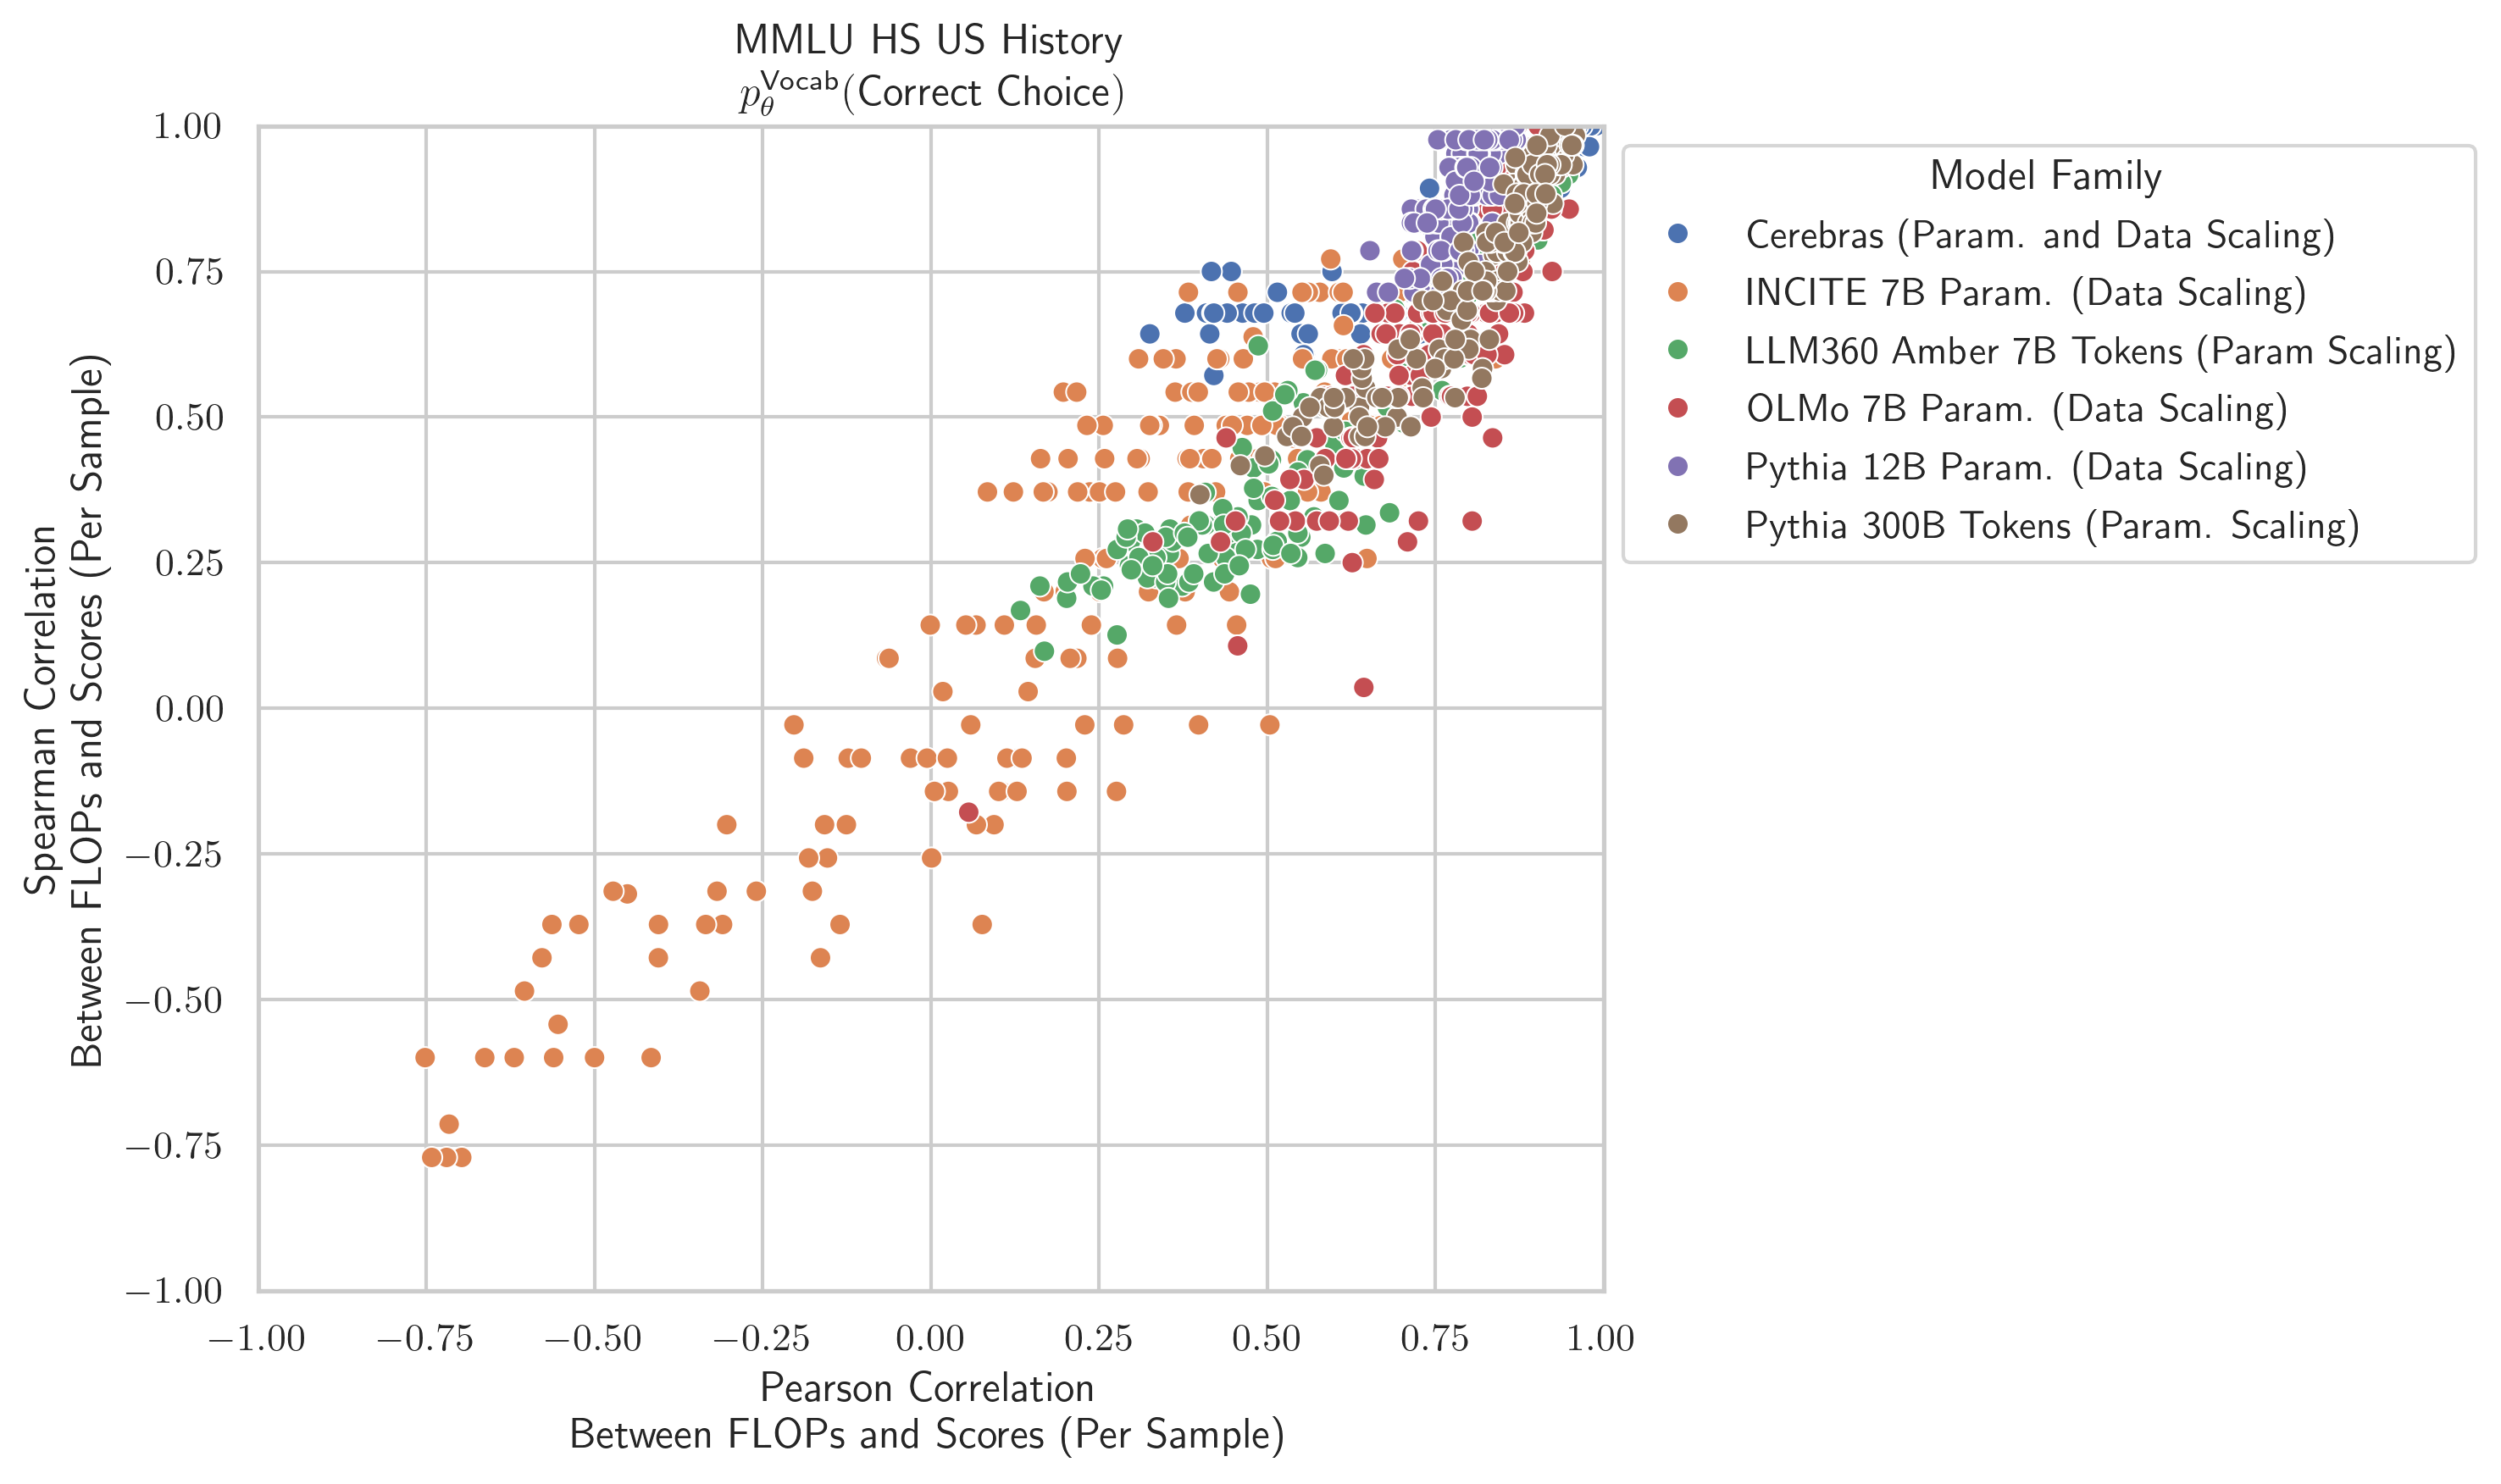 MMLU HS US History
p_θ^Vocab(Correct Choice)
1.00
0.75
0.50
0.25
0.00
−0.25
−0.50
−0.75
−1.00
Spearman Correlation
Between FLOPs and Scores (Per Sample)
−1.00
−0.75
−0.50
−0.25
0.00
0.25
0.50
0.75
1.00
Pearson Correlation
Between FLOPs and Scores (Per Sample)
Model Family
Cerebras (Param. and Data Scaling)
INCITE 7B Param. (Data Scaling)
LLM360 Amber 7B Tokens (Param Scaling)
OLMo 7B Param. (Data Scaling)
Pythia 12B Param. (Data Scaling)
Pythia 300B Tokens (Param. Scaling)